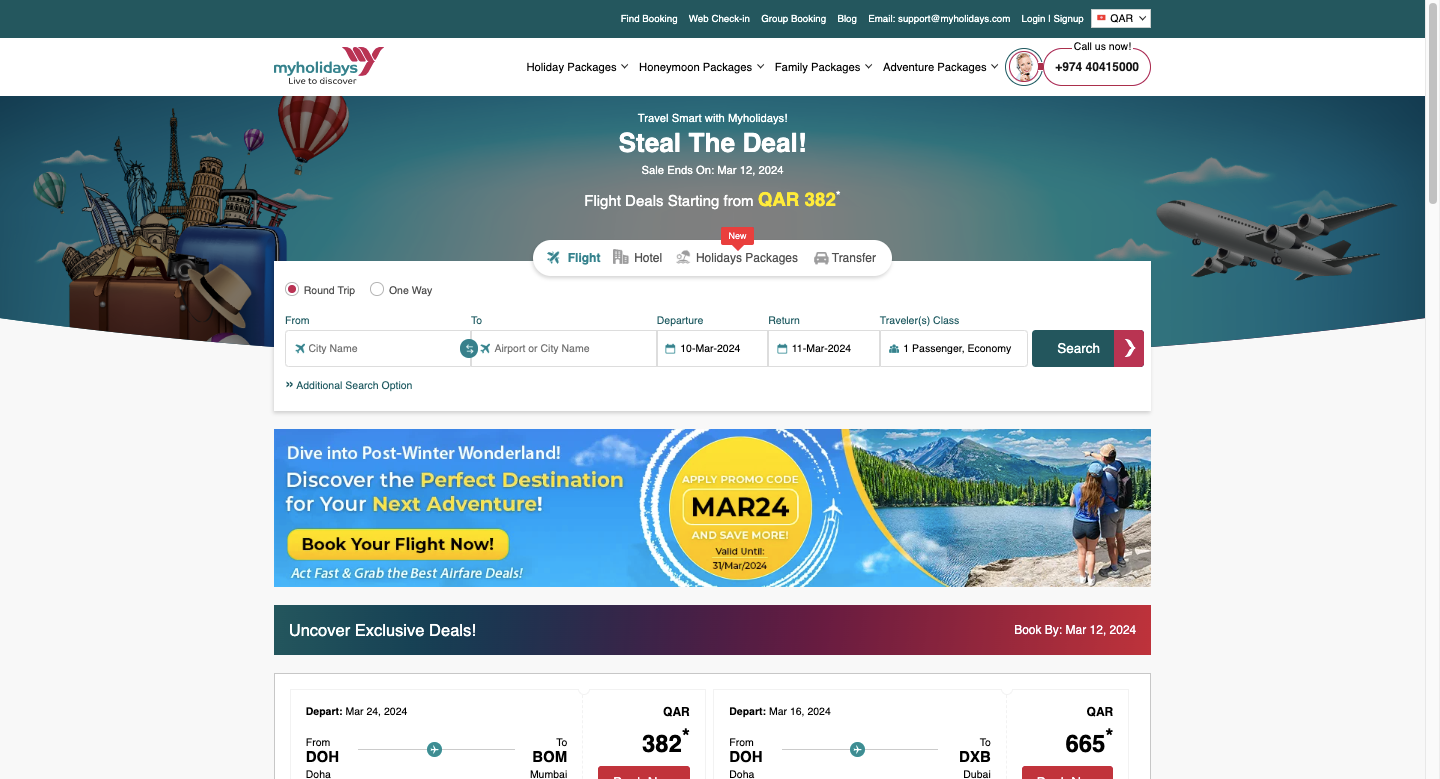 Find Booking Web Check-in Group Booking Blog Email: support@myholidays.com Login | Signup QAR
myholidays
Live to discover
Holiday Packages Honeymoon Packages Family Packages Adventure Packages
Call us now!
+974 40415000
Travel Smart with Myholidays!
Steal The Deal!
Sale Ends On: Mar 12, 2024
Flight Deals Starting from QAR 382*
New
Flight Hotel Holidays Packages Transfer
Round Trip One Way
From To Departure Return Traveler(s) Class
City Name Airport or City Name 10-Mar-2024 11-Mar-2024 1 Passenger, Economy Search
» Additional Search Option
Dive into Post-Winter Wonderland!
Discover the Perfect Destination
for Your Next Adventure!
Book Your Flight Now!
Act Fast & Grab the Best Airfare Deals!
APPLY PROMO CODE
MAR24
AND SAVE MORE!
Valid Until:
31/Mar/2024
Uncover Exclusive Deals! Book By: Mar 12, 2024
Depart: Mar 24, 2024 QAR
From To 382*
DOH BOM
Doha Mumbai
Depart: Mar 16, 2024 QAR
From To 665*
DOH DXB
Doha Dubai